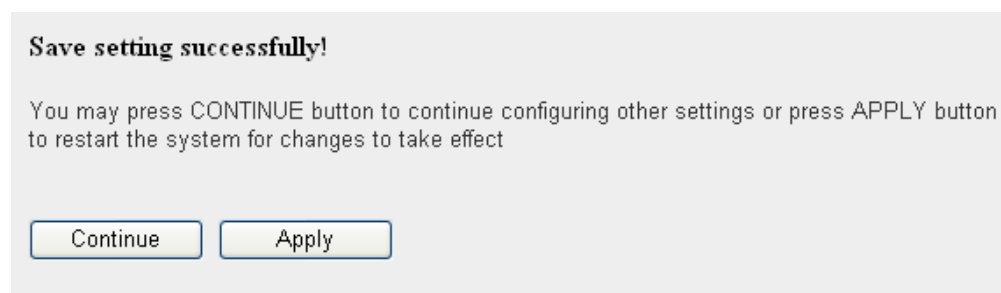 Save setting successfully!
You may press CONTINUE button to continue configuring other settings or press APPLY button
to restart the system for changes to take effect
Continue
Apply